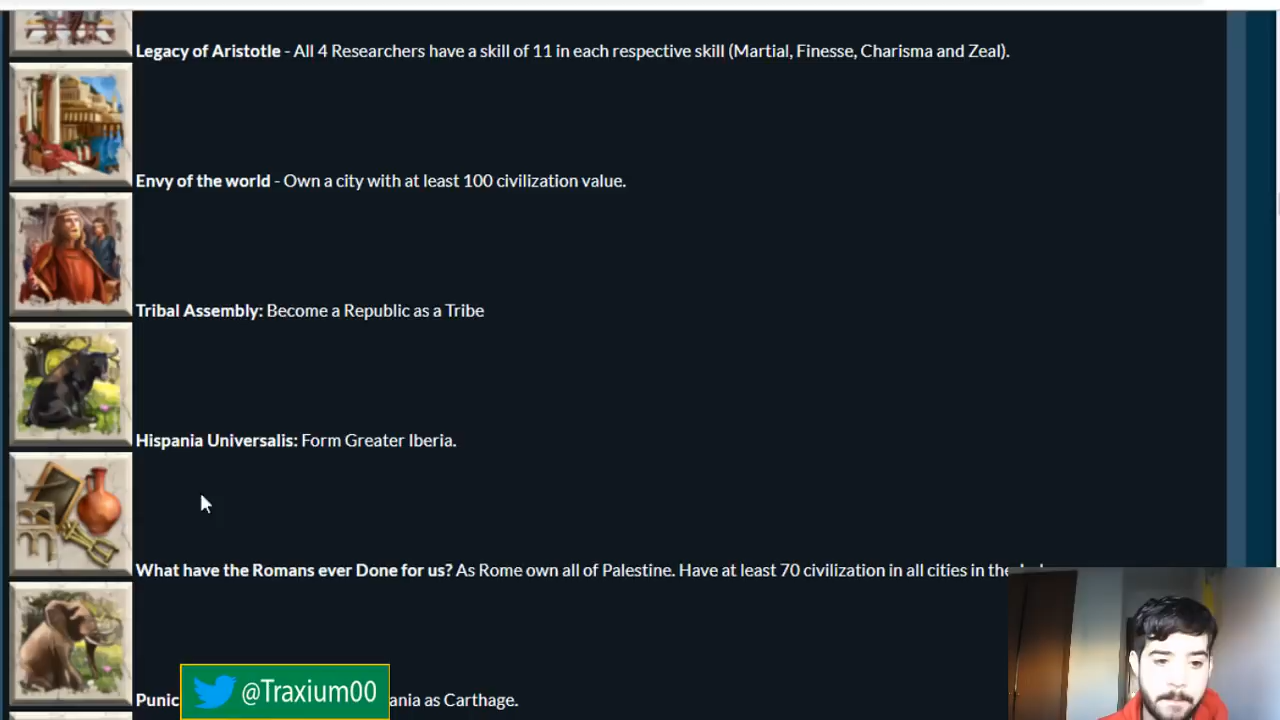 Legacy of Aristotle - All 4 Researchers have a skill of 11 in each respective skill (Martial, Finesse, Charisma and Zeal).
Envy of the world - Own a city with at least 100 civilization value.
Tribal Assembly: Become a Republic as a Tribe
Hispania Universalis: Form Greater Iberia.
What have the Romans ever Done for us? As Rome own all of Palestine. Have at least 70 civilization in all cities in the
Punic
@Traxium00
as Carthage.